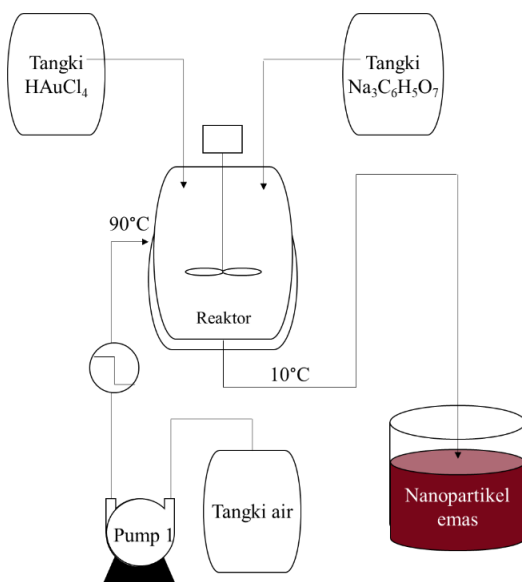 Tangki
HAuCl₄
Tangki
Na₃C₆H₅O₇
90°C
Reaktor
10°C
Pump 1
Tangki air
Nanopartikel
emas